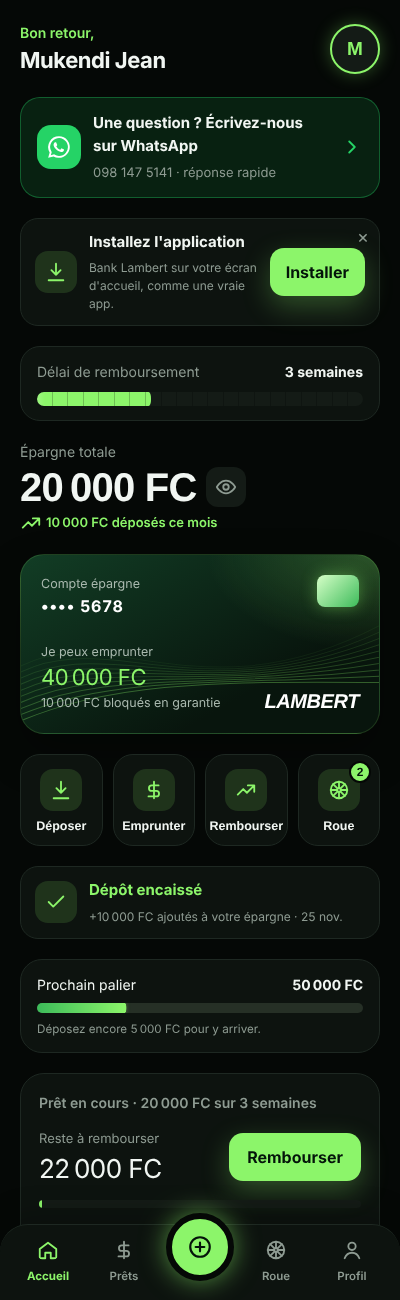 Bon retour,
Mukendi Jean
M
Une question ? Écrivez-nous
sur WhatsApp
098 147 5141 · réponse rapide
Installez l'application
Bank Lambert sur votre écran
d'accueil, comme une vraie
app.
Installer
Délai de remboursement
3 semaines
Épargne totale
20 000 FC
10 000 FC déposés ce mois
Compte épargne
•••• 5678
Je peux emprunter
40 000 FC
10 000 FC bloqués en garantie
LAMBERT
Déposer
Emprunter
Rembourser
2
Roue
Dépôt encaissé
+10 000 FC ajoutés à votre épargne · 25 nov.
Prochain palier
50 000 FC
Déposez encore 5 000 FC pour y arriver.
Prêt en cours · 20 000 FC sur 3 semaines
Reste à rembourser
22 000 FC
Rembourser
Accueil
Prêts
Roue
Profil